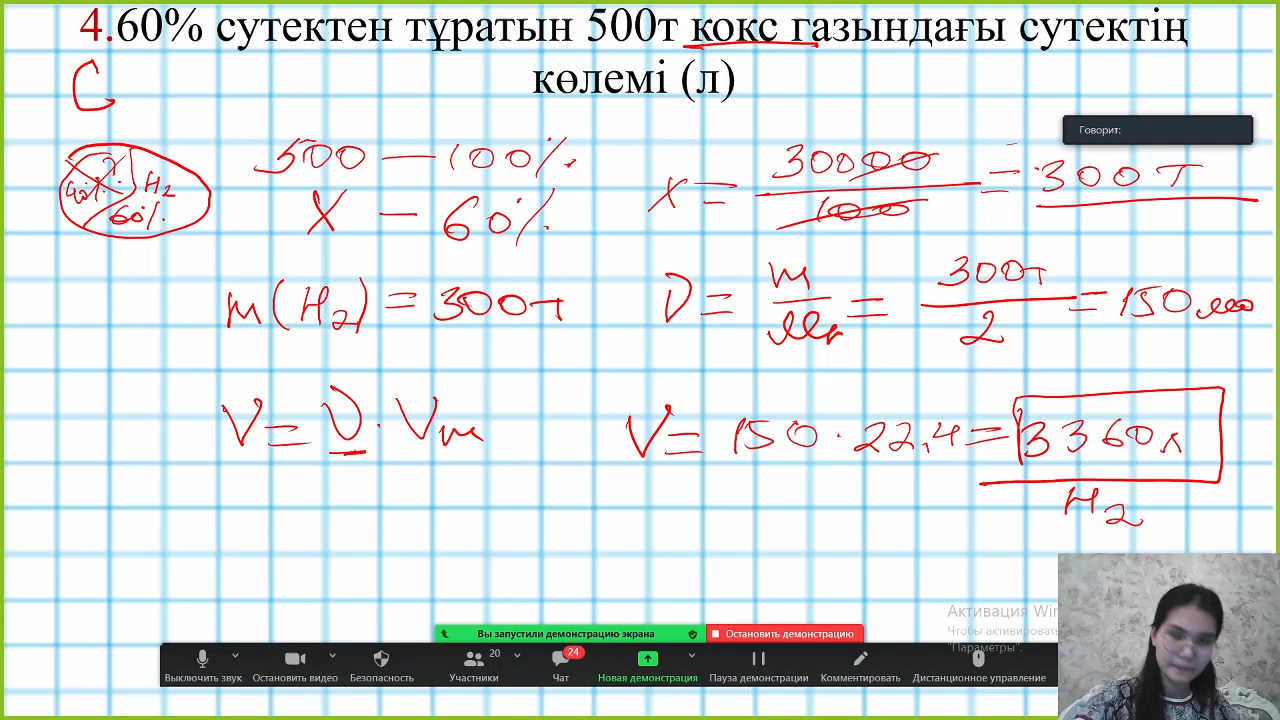 4.60% сутектен тұратын 500т кокс газындағы сутектің
көлемі (л)
C
Говорит:
?
40%.
H2
60%.
500 — 100%.
X – 60%.
x = 30000 / 100 = 300 т
m(H2) = 300т
ν = m / Mr = 300т / 2 = 150
V = ν · Vm
V = 150 · 22,4 = 3360л
H2
Активация Win
Чтобы активировать
"Параметры".
Вы запустили демонстрацию экрана
Остановить демонстрацию
20
24
Выключить звук
Остановить видео
Безопасность
Участники
Чат
Новая демонстрация
Пауза демонстрации
Комментировать
Дистанционное управление